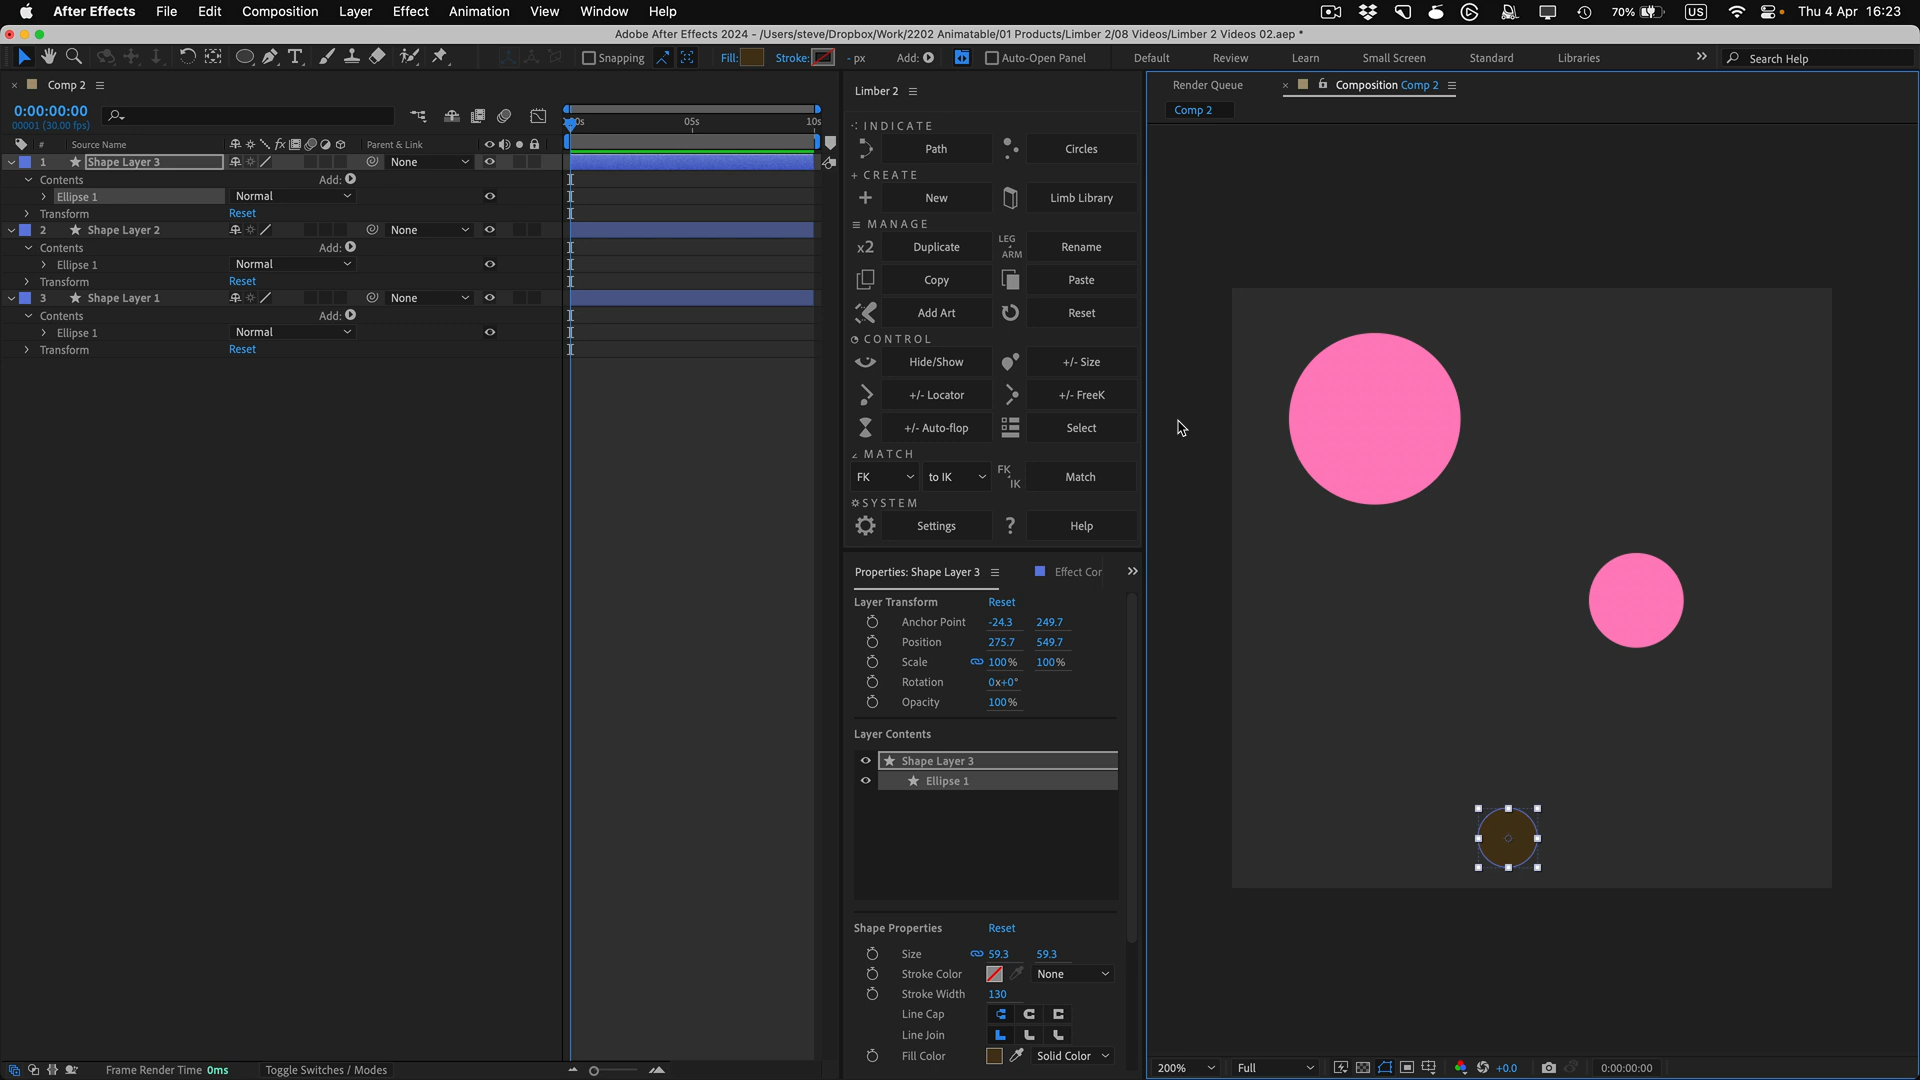 After Effects File Edit Composition Layer Effect Animation View Window Help 70% US Thu 4 Apr 16:23
Adobe After Effects 2024 - /Users/steve/Dropbox/Work/2202 Animatable/01 Products/Limber 2/08 Videos/Limber 2 Videos 02.aep *
Snapping Fill: Stroke: - px Add: Auto-Open Panel Default Review Learn Small Screen Standard Libraries Search Help
Comp 2
0:00:00:00
00001 (30.00 fps)
# Source Name fx Parent & Link
05s 10s
1 Shape Layer 3 None
Contents Add:
Ellipse 1 Normal
Transform Reset
2 Shape Layer 2 None
Contents Add:
Ellipse 1 Normal
Transform Reset
3 Shape Layer 1 None
Contents Add:
Ellipse 1 Normal
Transform Reset
Frame Render Time 0ms Toggle Switches / Modes
Limber 2
INDICATE
Path Circles
+ CREATE
New Limb Library
MANAGE
x2 Duplicate LEG ARM Rename
Copy Paste
Add Art Reset
CONTROL
Hide/Show +/- Size
+/- Locator +/- FreeK
+/- Auto-flop Select
MATCH
FK to IK FK IK Match
SYSTEM
Settings ? Help
Properties: Shape Layer 3 Effect Cor
Layer Transform Reset
Anchor Point -24.3 249.7
Position 275.7 549.7
Scale 100% 100%
Rotation 0x+0°
Opacity 100%
Layer Contents
Shape Layer 3
Ellipse 1
Shape Properties Reset
Size 59.3 59.3
Stroke Color None
Stroke Width 130
Line Cap
Line Join
Fill Color Solid Color
Render Queue Composition Comp 2
Comp 2
200% Full +0.0 0:00:00:00